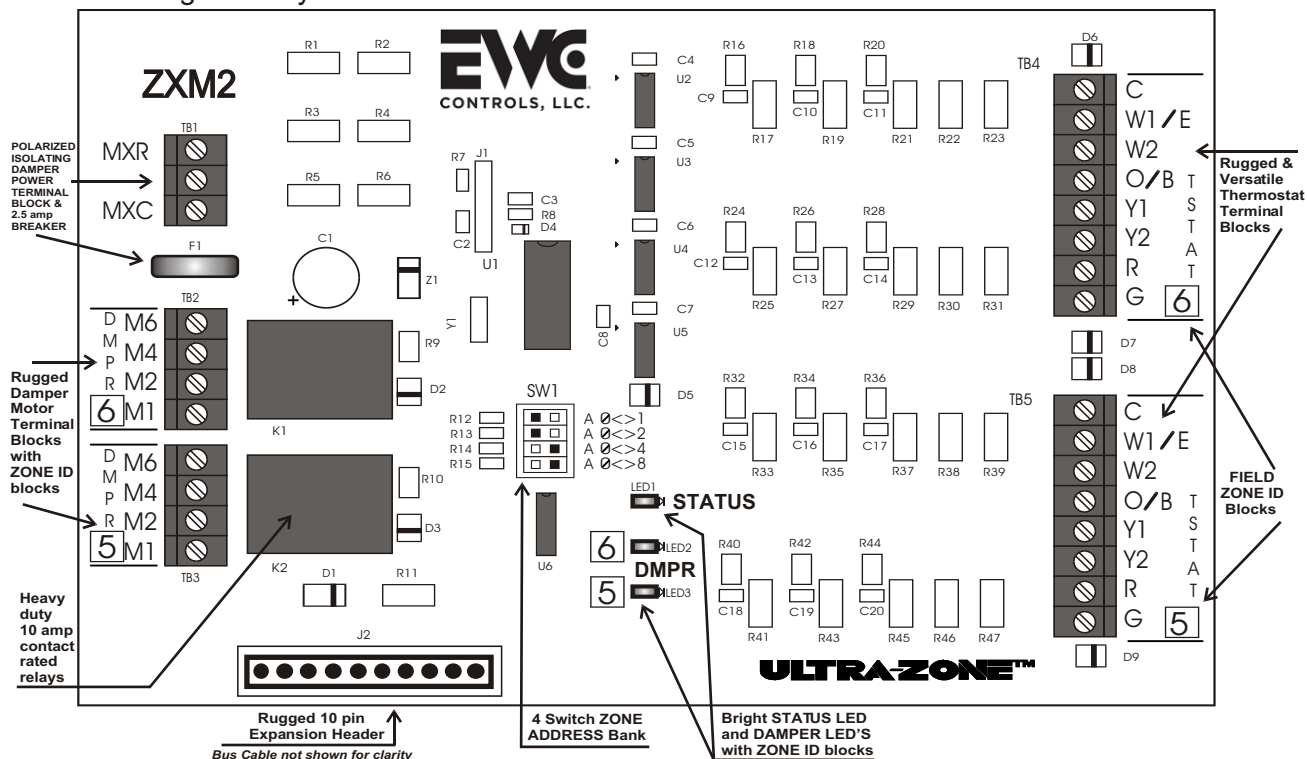 ZXM2
EWC
CONTROLS, LLC.
R1 R2
R3 R4
R5 R6
POLARIZED
ISOLATING
DAMPER
POWER
TERMINAL
BLOCK &
2.5 amp
BREAKER
TB1
MXR
MXC
F1
C1
+
Z1
R7
J1
C2
U1
C3
R8
D4
Y1
C8
C4
U2
C5
U3
C6
U4
C7
U5
D5
R16 R18 R20
C9 C10 C11
R17 R19 R21 R22 R23
R24 R26 R28
C12 C13 C14
R25 R27 R29 R30 R31
R32 R34 R36
C15 C16 C17
R33 R35 R37 R38 R39
R40 R42 R44
C18 C19 C20
R41 R43 R45 R46 R47
D6
TB4
C
W1/E
W2
O/B
Y1
Y2
R
G
TSTAT
6
D7
D8
TB5
C
W1/E
W2
O/B
Y1
Y2
R
G
TSTAT
5
D9
Rugged &
Versatile
Thermostat
Terminal
Blocks
FIELD
ZONE ID
Blocks
TB2
DMPR
6
M6
M4
M2
M1
R9
D2
K1
DMPR
5
M6
M4
M2
M1
TB3
R10
D3
K2
Rugged
Damper
Motor
Terminal
Blocks
with
ZONE ID
blocks
Heavy
duty
10 amp
contact
rated
relays
D1 R11
J2
SW1
R12
R13
R14
R15
A 0<>1
A 0<>2
A 0<>4
A 0<>8
U6
LED1 STATUS
6 LED2
DMPR
5 LED3
ULTRA-ZONE™
Rugged 10 pin
Expansion Header
Bus Cable not shown for clarity
4 Switch ZONE
ADDRESS Bank
Bright STATUS LED
and DAMPER LED'S
with ZONE ID blocks